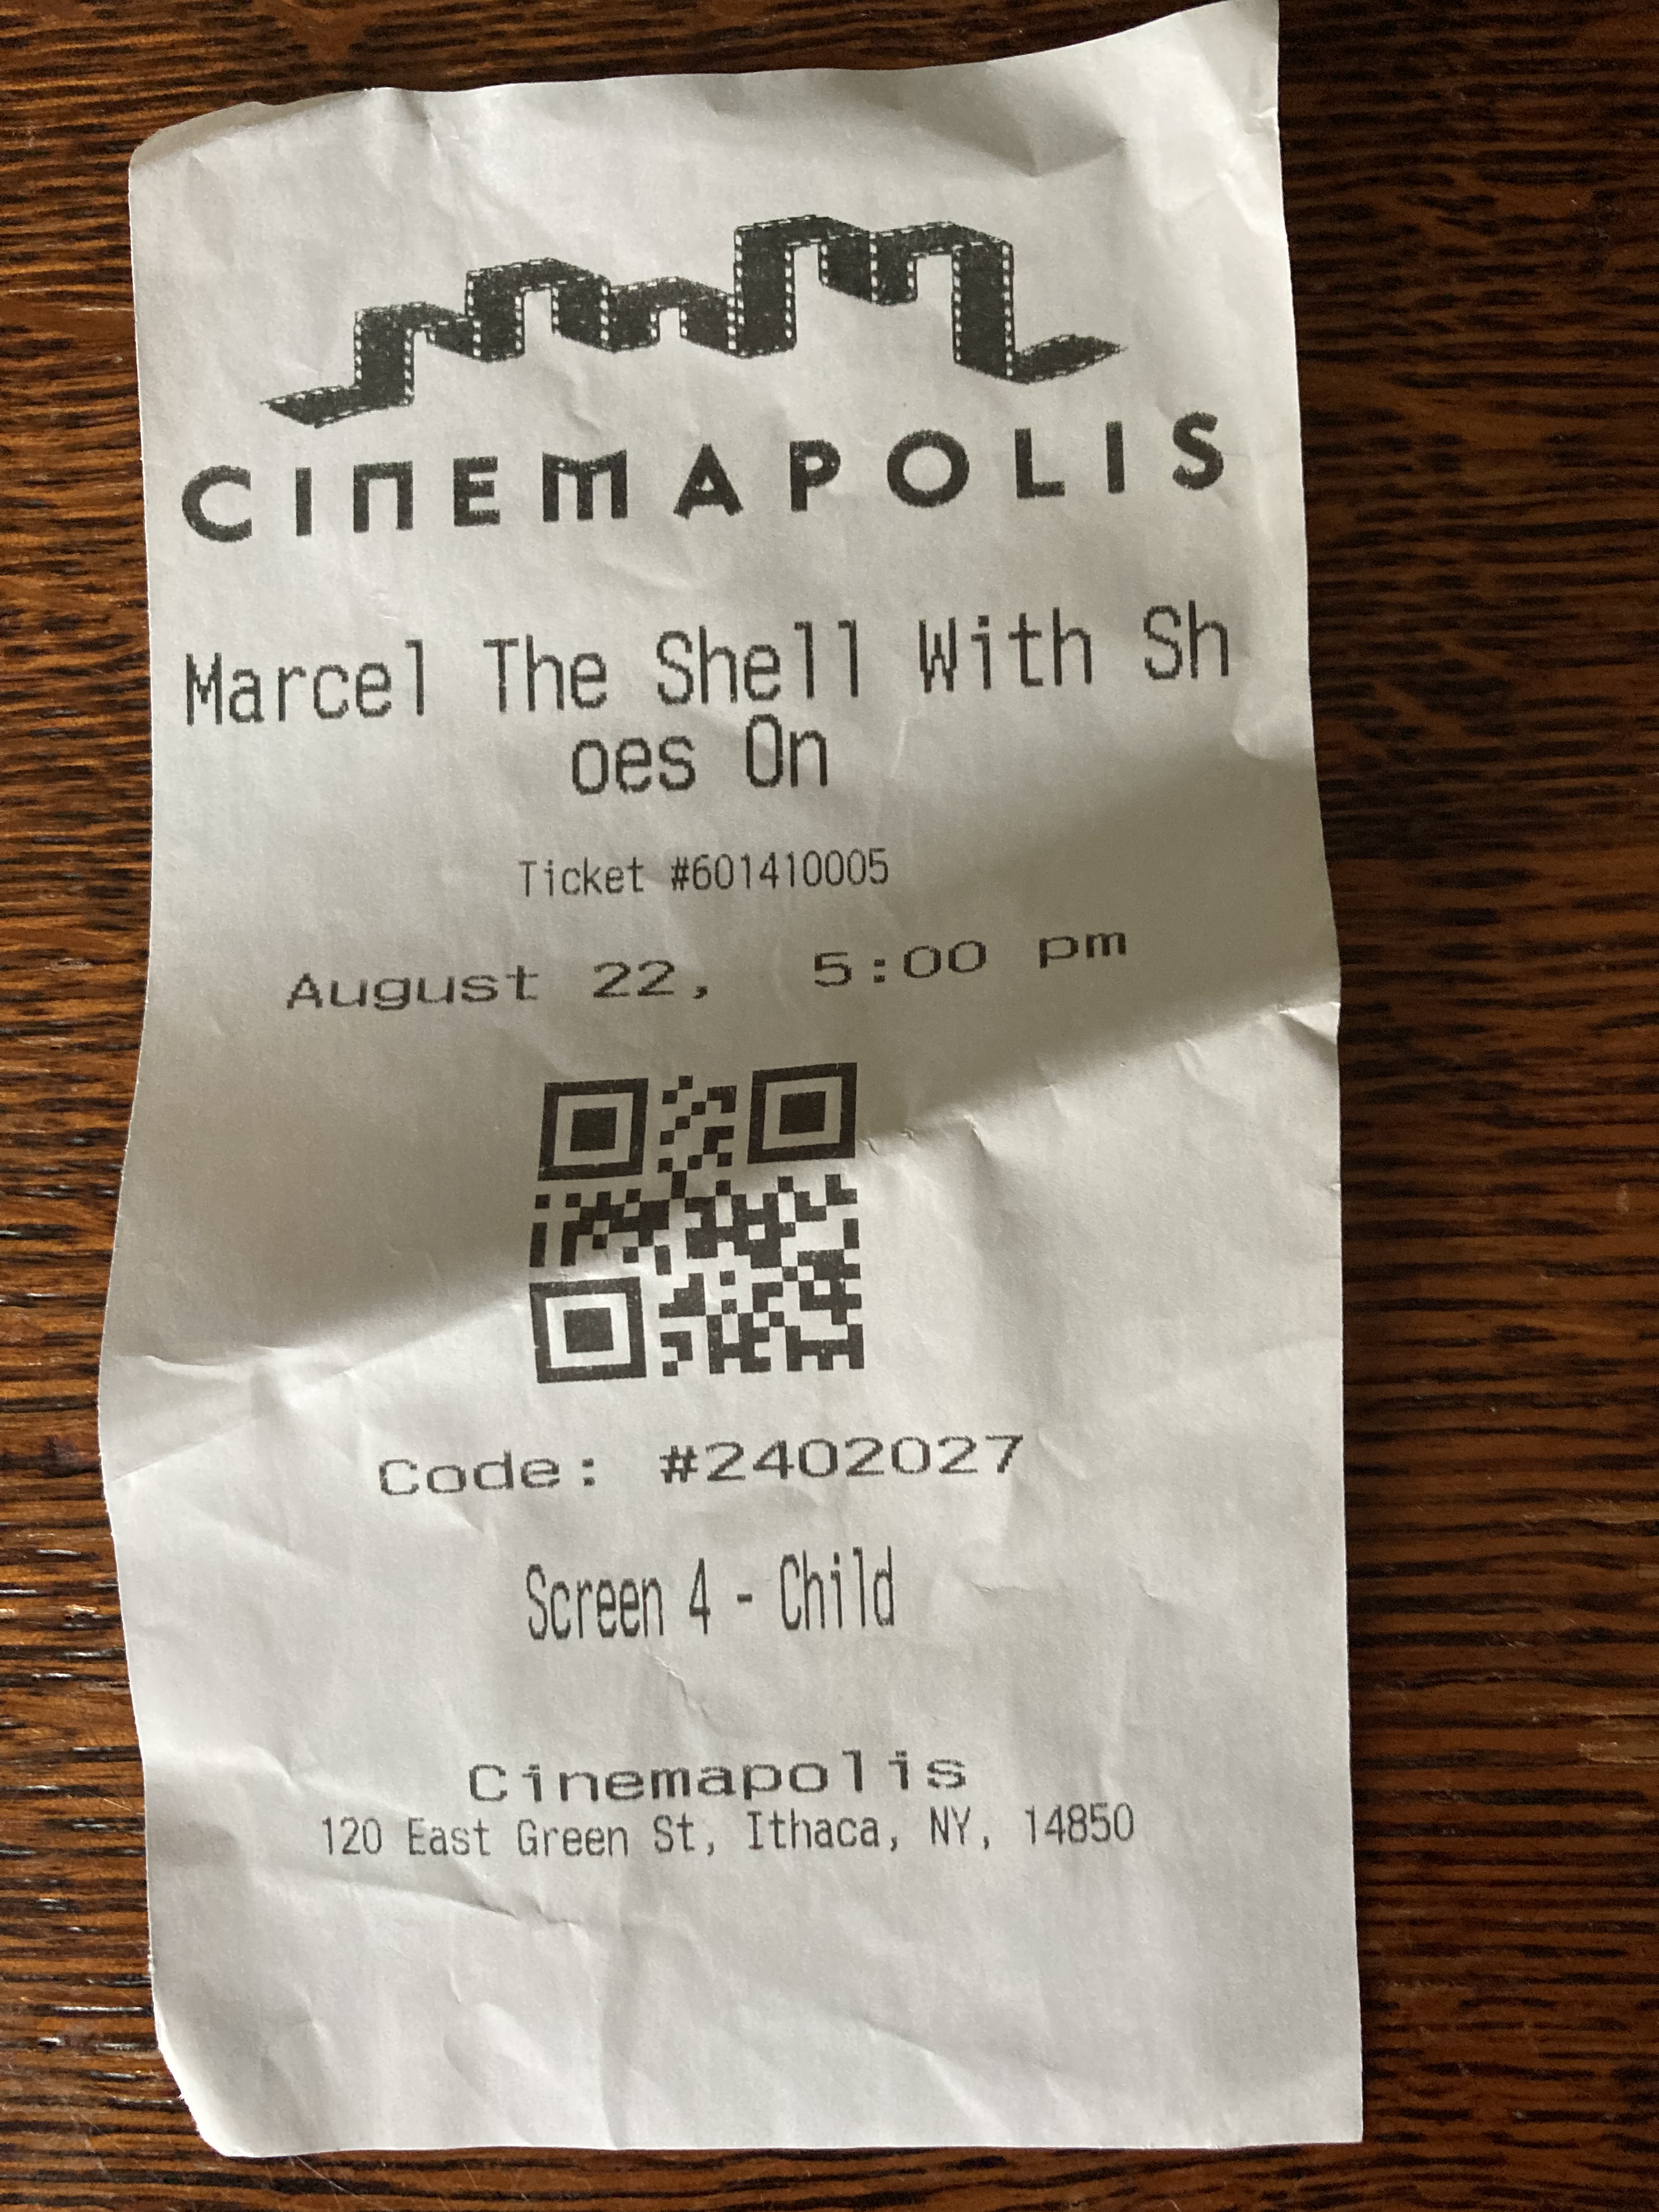 CINEMAPOLIS
Marcel The Shell With Sh
oes On
Ticket #601410005
August 22,  5:00 pm
Code: #2402027
Screen 4 - Child
Cinemapolis
120 East Green St, Ithaca, NY, 14850